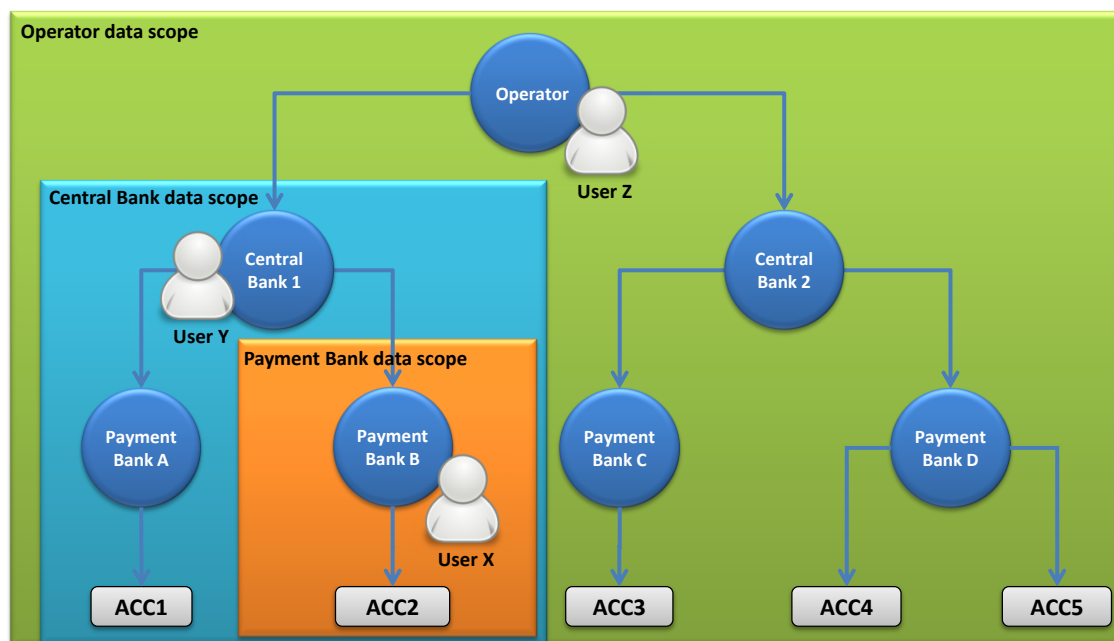 Operator data scope
Operator
User Z
Central Bank data scope
Central
Bank 1
User Y
Central
Bank 2
Payment Bank data scope
Payment
Bank A
Payment
Bank B
User X
Payment
Bank C
Payment
Bank D
ACC1
ACC2
ACC3
ACC4
ACC5